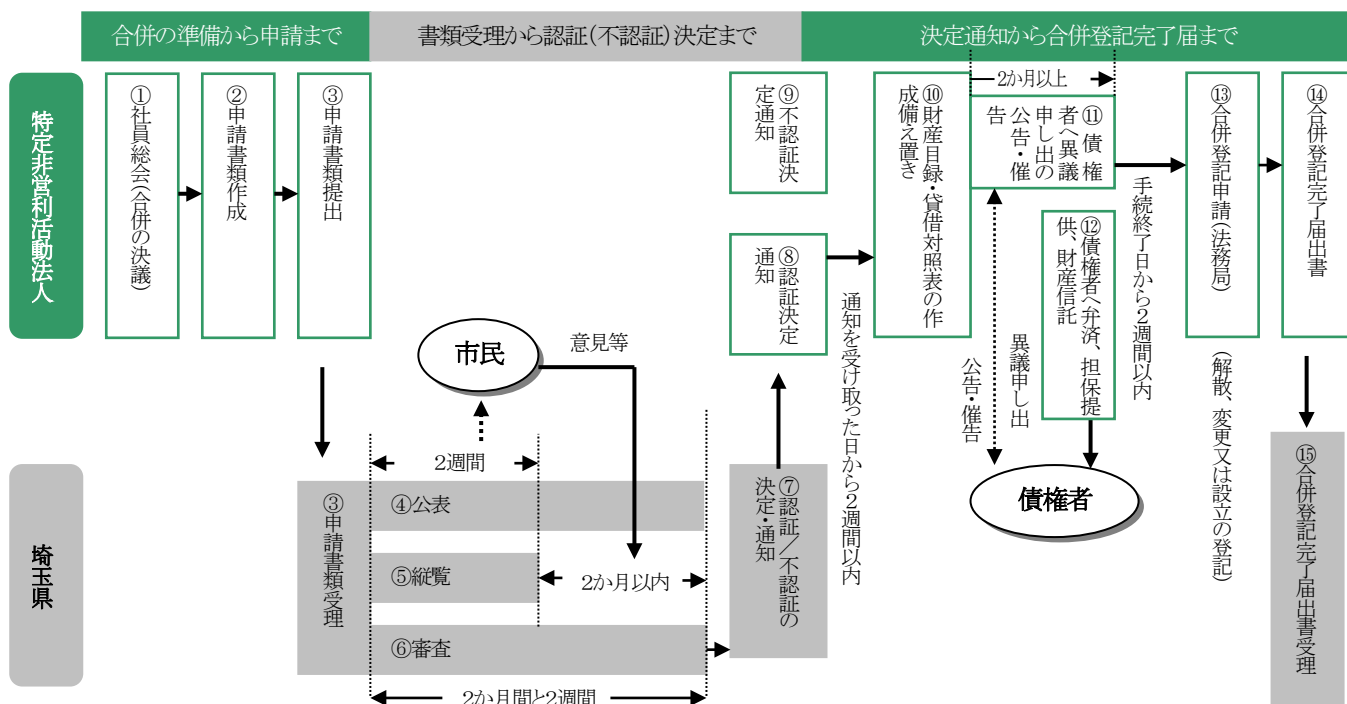 合併の準備から申請まで
書類受理から認証(不認証)決定まで
決定通知から合併登記完了届まで
特定非営利活動法人
①社員総会(合併の決議)
②申請書類作成
③申請書類提出
⑨不認証決
定通知
⑧認証決定
通知
通知を受け取った日から2週間以内
⑩財産目録・貸借対照表の作
成備え置き
2か月以上
⑪債権
者へ異議
申し出の
公告・催
告
⑫債権者へ弁済、担保提
供、財産信託
手続終了日から2週間以内
⑬合併登記申請(法務局)
(解散、変更又は設立の登記)
⑭合併登記完了届出書
市民
意見等
異議申し出
公告・催告
債権者
埼玉県
③申請書類受理
2週間
④公表
⑤縦覧
2か月以内
⑥審査
2か月間と2週間
⑦認証/不認証の
決定・通知
⑮合併登記完了届出書受理